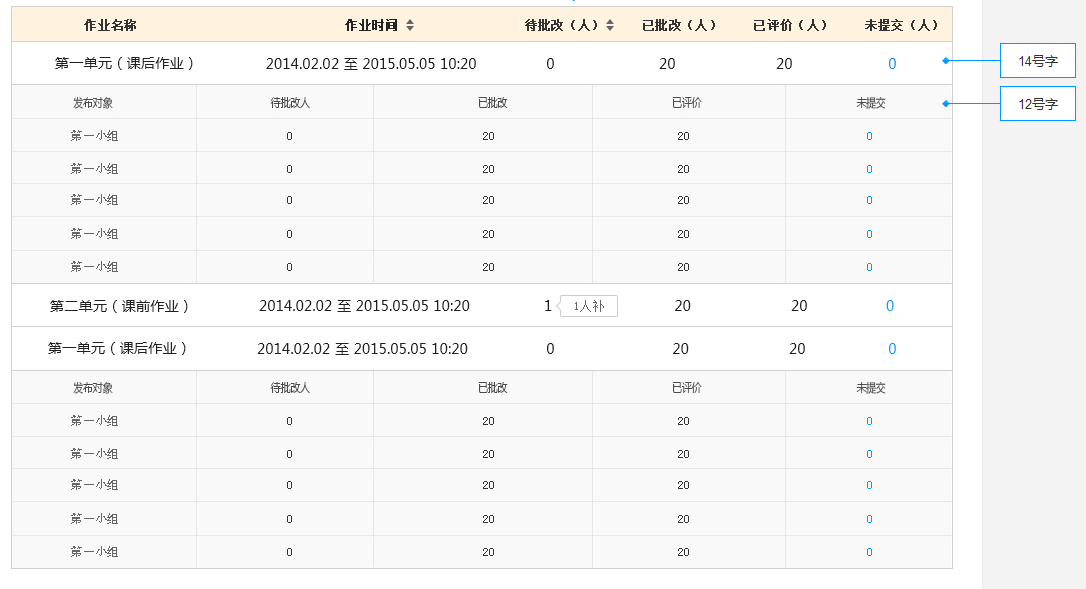 作业名称 作业时间 待批改（人） 已批改（人） 已评价（人） 未提交（人）
第一单元（课后作业） 2014.02.02 至 2015.05.05 10:20 0 20 20 0 14号字
发布对象 待批改人 已批改 已评价 未提交 12号字
第一小组 0 20 20 0
第一小组 0 20 20 0
第一小组 0 20 20 0
第一小组 0 20 20 0
第一小组 0 20 20 0
第二单元（课前作业） 2014.02.02 至 2015.05.05 10:20 1 1人补 20 20 0
第一单元（课后作业） 2014.02.02 至 2015.05.05 10:20 0 20 20 0
发布对象 待批改人 已批改 已评价 未提交
第一小组 0 20 20 0
第一小组 0 20 20 0
第一小组 0 20 20 0
第一小组 0 20 20 0
第一小组 0 20 20 0